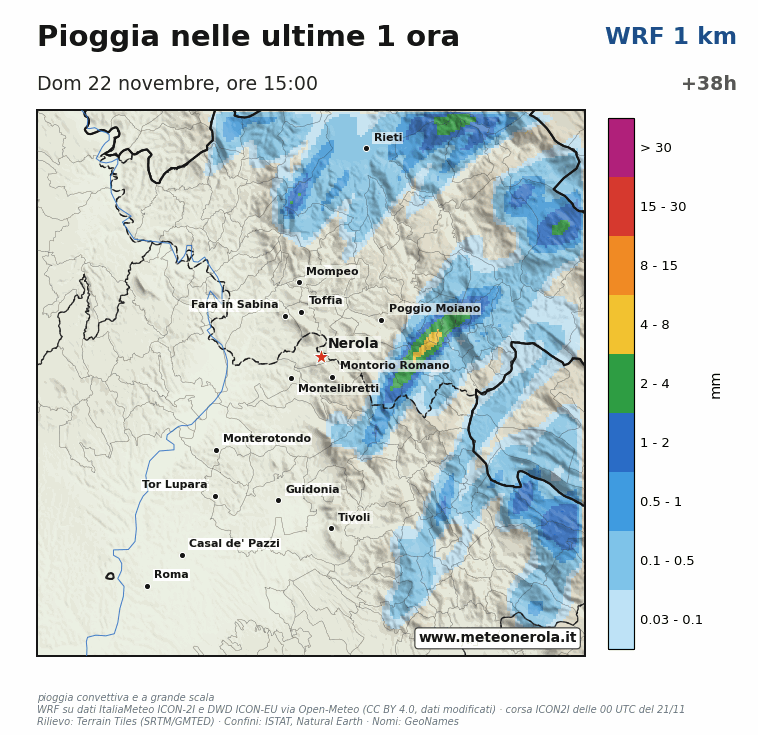 Pioggia nelle ultime 1 ora
WRF 1 km
Dom 22 novembre, ore 15:00
+38h
Rieti
Mompeo
Toffia
Fara in Sabina
Poggio Moiano
Nerola
Montorio Romano
Montelibretti
Monterotondo
Tor Lupara
Guidonia
Tivoli
Casal de' Pazzi
Roma
www.meteonerola.it
> 30
15 - 30
8 - 15
4 - 8
2 - 4
1 - 2
0.5 - 1
0.1 - 0.5
0.03 - 0.1
mm
pioggia convettiva e a grande scala
WRF su dati ItaliaMeteo ICON-2I e DWD ICON-EU via Open-Meteo (CC BY 4.0, dati modificati) · corsa ICON2I delle 00 UTC del 21/11
Rilievo: Terrain Tiles (SRTM/GMTED) · Confini: ISTAT, Natural Earth · Nomi: GeoNames